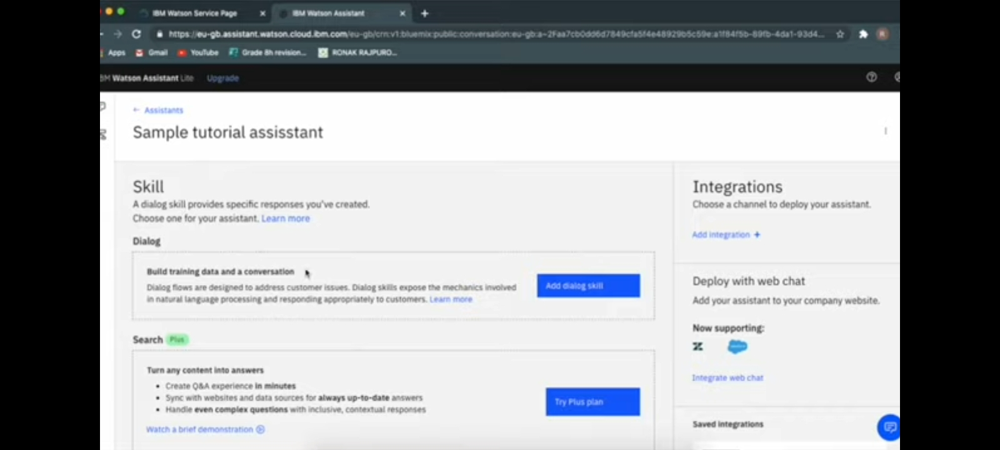 IBM Watson Service Page
IBM Watson Assistant
https://eu-gb.assistant.watson.cloud.ibm.com/eu-gb/crn:v1:bluemix:public:conversation:eu-gb:a~2Faa7cb0dd6d7849cfa5f4e48929b5c59e:a1f84f5b-89fb-4da1-93d4...
Apps Gmail YouTube Grade 8h revision... RONAK RAJPURO...
BM Watson Assistant Lite Upgrade
← Assistants
Sample tutorial assisstant
Skill
A dialog skill provides specific responses you've created.
Choose one for your assistant. Learn more
Dialog
Build training data and a conversation
Dialog flows are designed to address customer issues. Dialog skills expose the mechanics involved
in natural language processing and responding appropriately to customers. Learn more
Add dialog skill
Search Plus
Turn any content into answers
• Create Q&A experience in minutes
• Sync with websites and data sources for always up-to-date answers
• Handle even complex questions with inclusive, contextual responses
Watch a brief demonstration
Try Plus plan
Integrations
Choose a channel to deploy your assistant.
Add integration +
Deploy with web chat
Add your assistant to your company website.
Now supporting:
Integrate web chat
Saved integrations